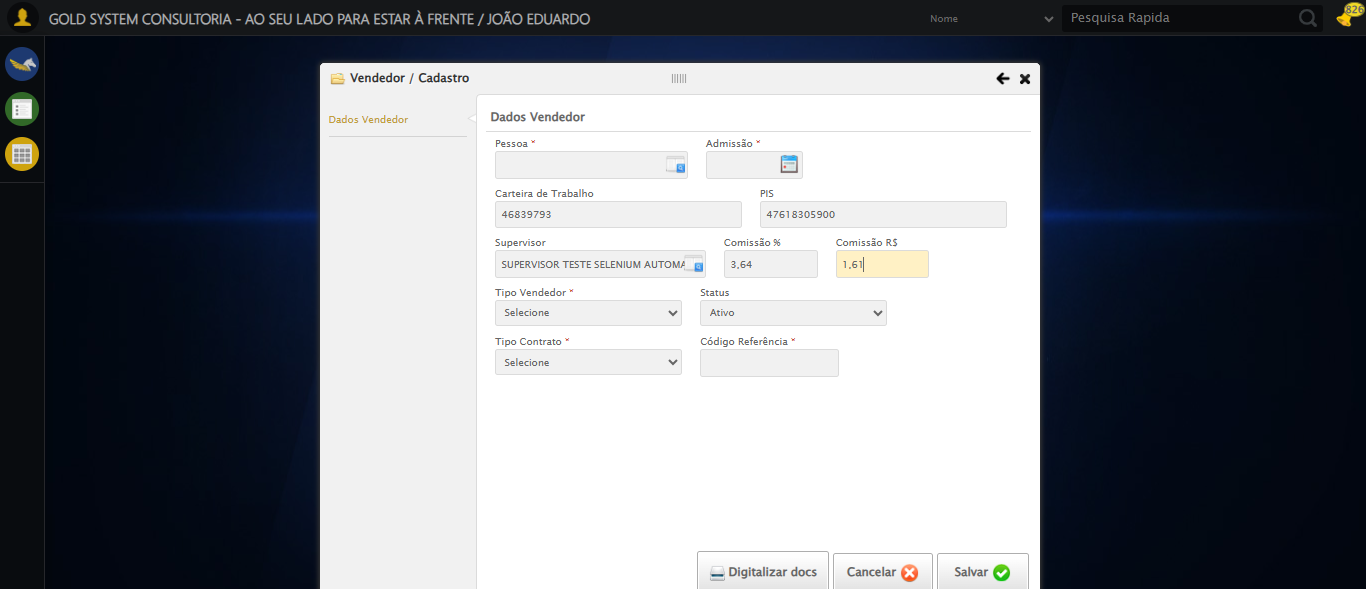 GOLD SYSTEM CONSULTORIA - AO SEU LADO PARA ESTAR À FRENTE / JOÃO EDUARDO
Nome
Pesquisa Rapida
826
Vendedor / Cadastro
Dados Vendedor
Dados Vendedor
Pessoa *
Admissão *
Carteira de Trabalho
PIS
46839793
47618305900
Supervisor
Comissão %
Comissão R$
SUPERVISOR TESTE SELENIUM AUTOMA
3,64
1,61
Tipo Vendedor *
Status
Selecione
Ativo
Tipo Contrato *
Código Referência *
Selecione
Digitalizar docs
Cancelar
Salvar